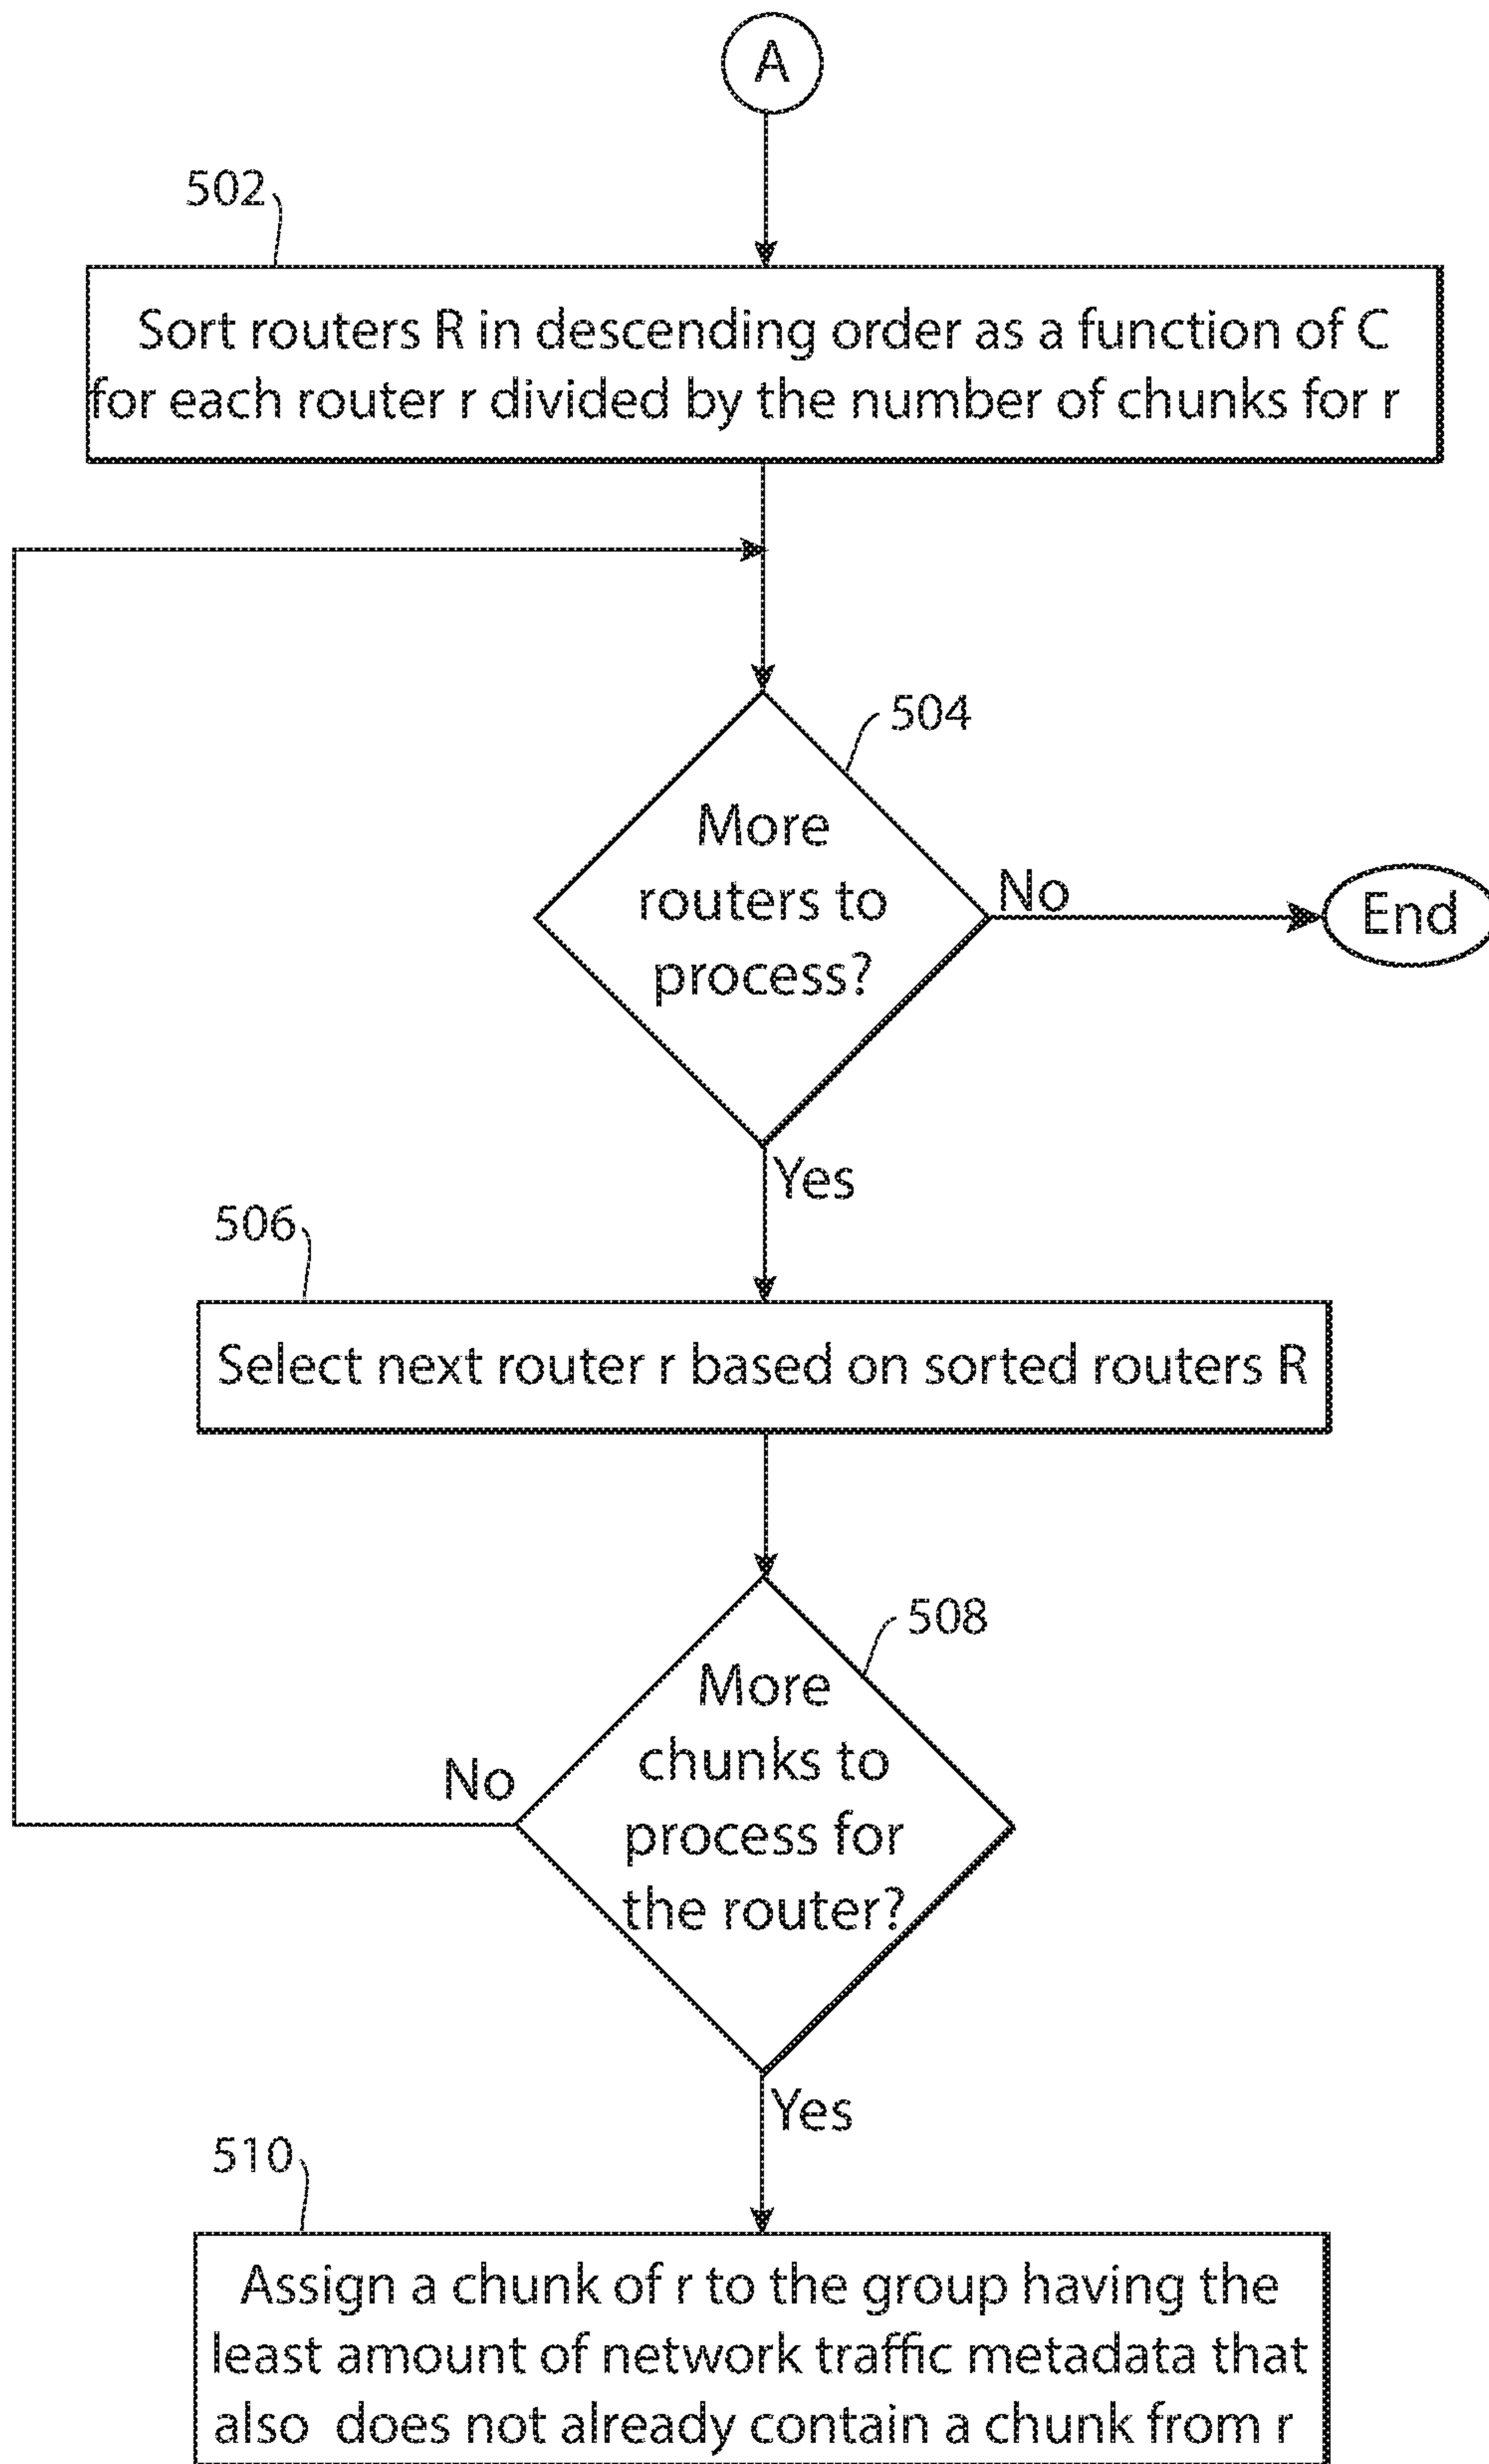 A
502
Sort routers R in descending order as a function of C
for each router r divided by the number of chunks for r
504
More
routers to
process?
No
End
Yes
506
Select next router r based on sorted routers R
508
More
chunks to
process for
the router?
No
Yes
510
Assign a chunk of r to the group having the
least amount of network traffic metadata that
also does not already contain a chunk from r